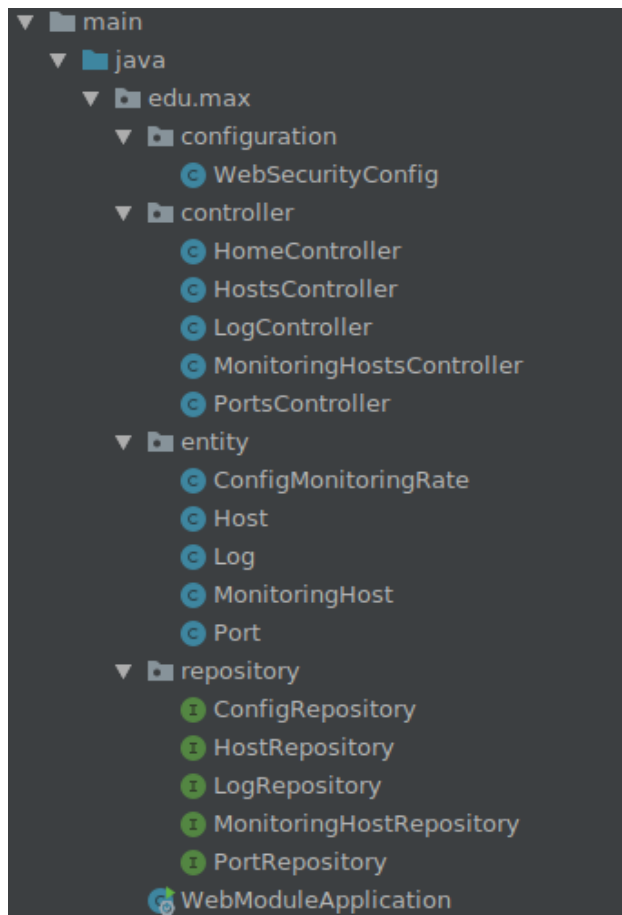 main
java
edu.max
configuration
WebSecurityConfig
controller
HomeController
HostsController
LogController
MonitoringHostsController
PortsController
entity
ConfigMonitoringRate
Host
Log
MonitoringHost
Port
repository
ConfigRepository
HostRepository
LogRepository
MonitoringHostRepository
PortRepository
WebModuleApplication